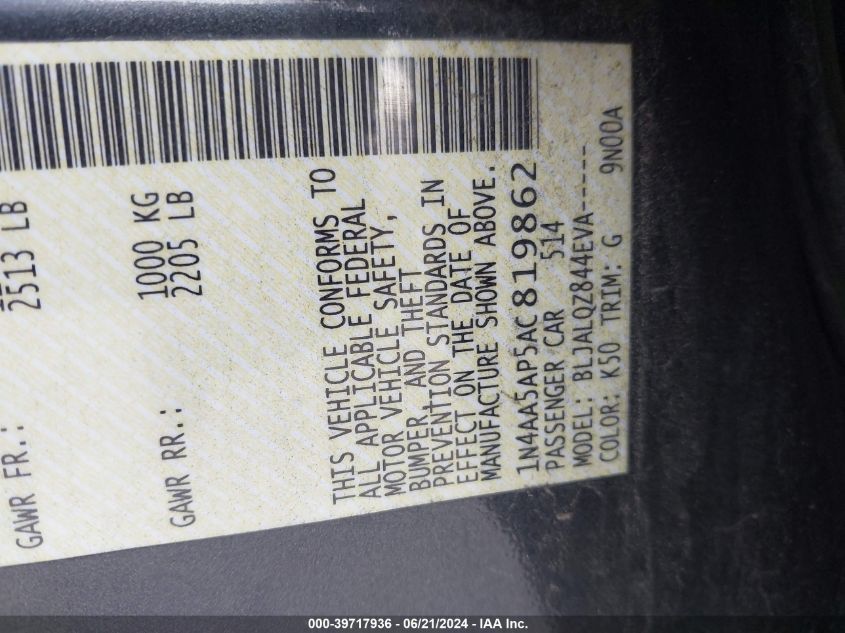 2513 LB
GAWR FR.:
1000 KG
GAWR RR.: 2205 LB
THIS VEHICLE CONFORMS TO
ALL APPLICABLE FEDERAL
MOTOR VEHICLE SAFETY,
BUMPER AND THEFT
PREVENTION STANDARDS IN
EFFECT ON THE DATE OF
MANUFACTURE SHOWN ABOVE.
1N4AA5AP5AC819862
PASSENGER CAR 514
MODEL: BLJALQZ844EVA------
COLOR: K50 TRIM: G 9N00A
000-39717936 - 06/21/2024 - IAA Inc.